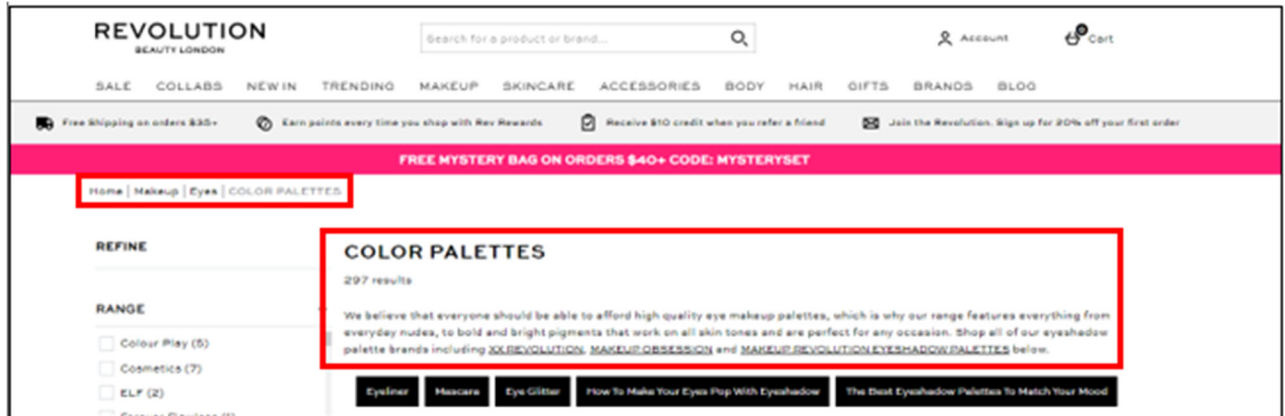 REVOLUTION
BEAUTY LONDON
Search for a product or brand...
Account
Cart
SALE COLLABS NEW IN TRENDING MAKEUP SKINCARE ACCESSORIES BODY HAIR GIFTS BRANDS BLOG
Free Shipping on orders $35+ Earn points every time you shop with Rev Rewards Receive $10 credit when you refer a friend Join the Revolution. Sign up for 20% off your first order
FREE MYSTERY BAG ON ORDERS $40+ CODE: MYSTERYSET
Home | Makeup | Eyes | COLOR PALETTES
REFINE
COLOR PALETTES
297 results
RANGE
We believe that everyone should be able to afford high quality eye makeup palettes, which is why our range features everything from
everyday nudes, to bold and bright pigments that work on all skin tones and are perfect for any occasion. Shop all of our eyeshadow
palette brands including XX REVOLUTION, MAKEUP OBSESSION and MAKEUP REVOLUTION EYESHADOW PALETTES below.
Colour Play (5)
Cosmetics (7)
ELF (2)
Eyeliner Mascara Eye Glitter How To Make Your Eyes Pop With Eyeshadow The Best Eyeshadow Palettes To Match Your Mood